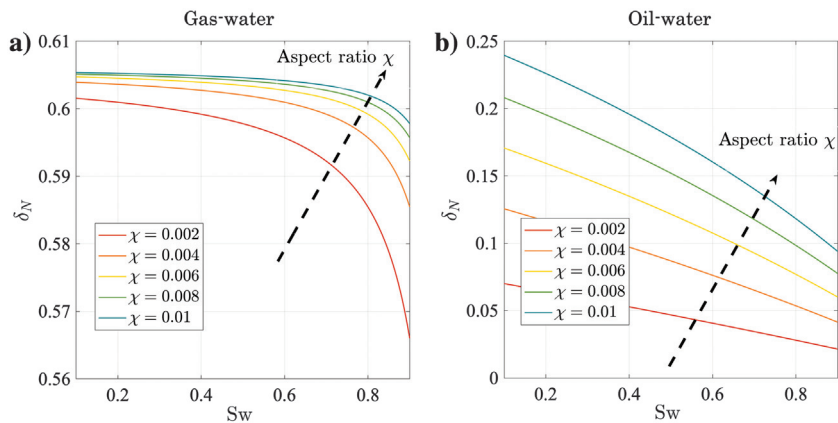 Gas-water
a)
0.61
0.6
0.59
0.58
0.57
0.56
δN
Aspect ratio χ
χ = 0.002
χ = 0.004
χ = 0.006
χ = 0.008
χ = 0.01
0.2 0.4 0.6 0.8
Sw
Oil-water
b)
0.25
0.2
0.15
0.1
0.05
0
δN
Aspect ratio χ
χ = 0.002
χ = 0.004
χ = 0.006
χ = 0.008
χ = 0.01
0.2 0.4 0.6 0.8
Sw